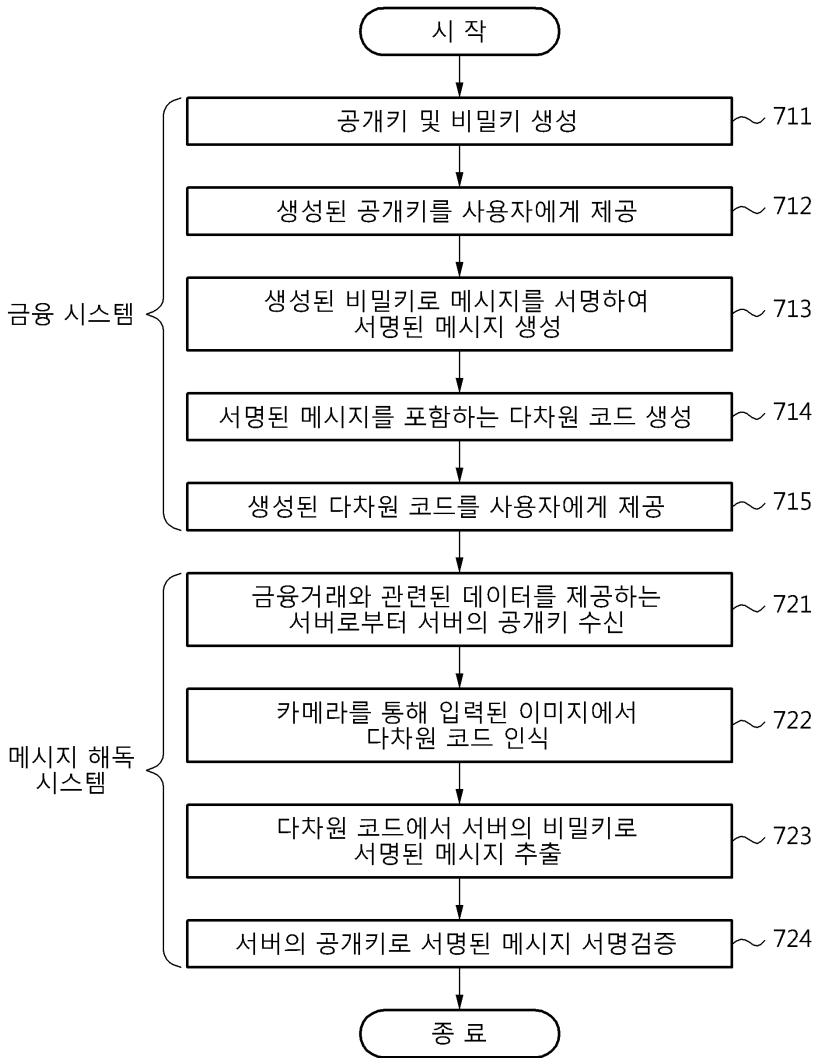 시 작
공개키 및 비밀키 생성
711
생성된 공개키를 사용자에게 제공
712
금융 시스템
생성된 비밀키로 메시지를 서명하여
서명된 메시지 생성
713
서명된 메시지를 포함하는 다차원 코드 생성
714
생성된 다차원 코드를 사용자에게 제공
715
금융거래와 관련된 데이터를 제공하는
서버로부터 서버의 공개키 수신
721
카메라를 통해 입력된 이미지에서
다차원 코드 인식
722
메시지 해독
시스템
다차원 코드에서 서버의 비밀키로
서명된 메시지 추출
723
서버의 공개키로 서명된 메시지 서명검증
724
종 료